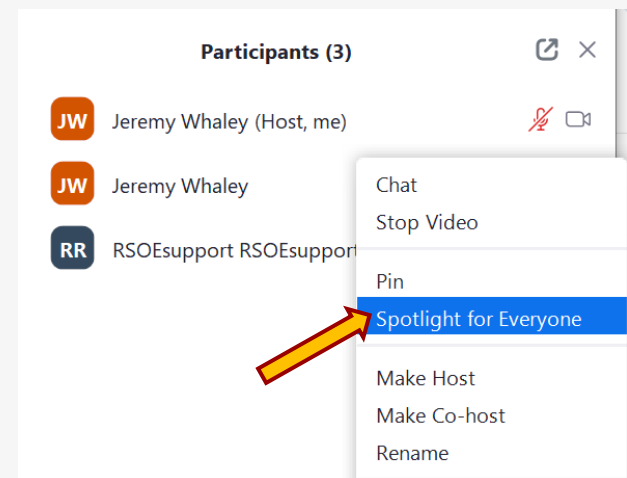 Participants (3)
JW Jeremy Whaley (Host, me)
JW Jeremy Whaley
RR RSOEsupport RSOEsupport
Chat
Stop Video
Pin
Spotlight for Everyone
Make Host
Make Co-host
Rename